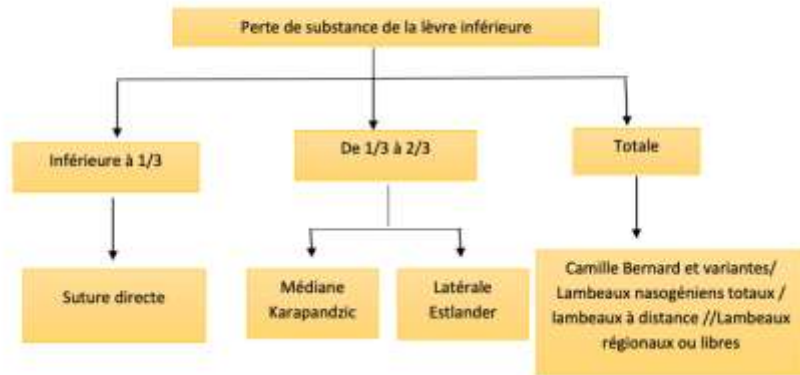 Perte de substance de la lèvre inférieure
Inférieure à 1/3
De 1/3 à 2/3
Totale
Suture directe
Médiane
Karapandzic
Latérale
Estlander
Camille Bernard et variantes/
Lambeaux nasogéniens totaux /
lambeaux à distance //Lambeaux
régionaux ou libres